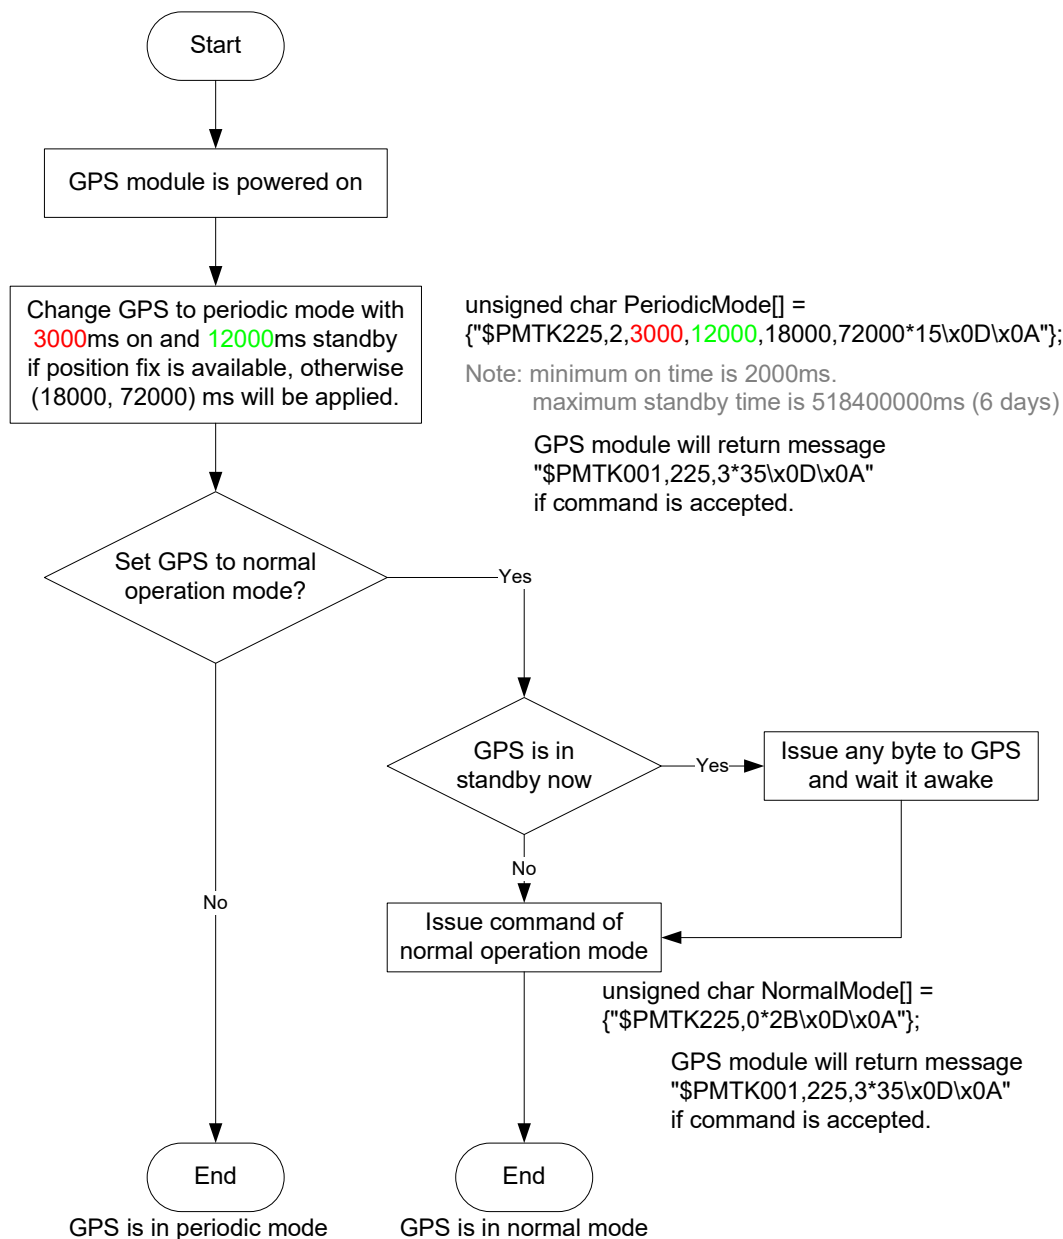 Start
GPS module is powered on
Change GPS to periodic mode with
3000ms on and 12000ms standby
if position fix is available, otherwise
(18000, 72000) ms will be applied.
unsigned char PeriodicMode[] =
{"$PMTK225,2,3000,12000,18000,72000*15\x0D\x0A"};
Note: minimum on time is 2000ms.
maximum standby time is 518400000ms (6 days)
GPS module will return message
"$PMTK001,225,3*35\x0D\x0A"
if command is accepted.
Set GPS to normal
operation mode?
Yes
GPS is in
standby now
Yes
Issue any byte to GPS
and wait it awake
No
No
Issue command of
normal operation mode
unsigned char NormalMode[] =
{"$PMTK225,0*2B\x0D\x0A"};
GPS module will return message
"$PMTK001,225,3*35\x0D\x0A"
if command is accepted.
End
End
GPS is in periodic mode
GPS is in normal mode